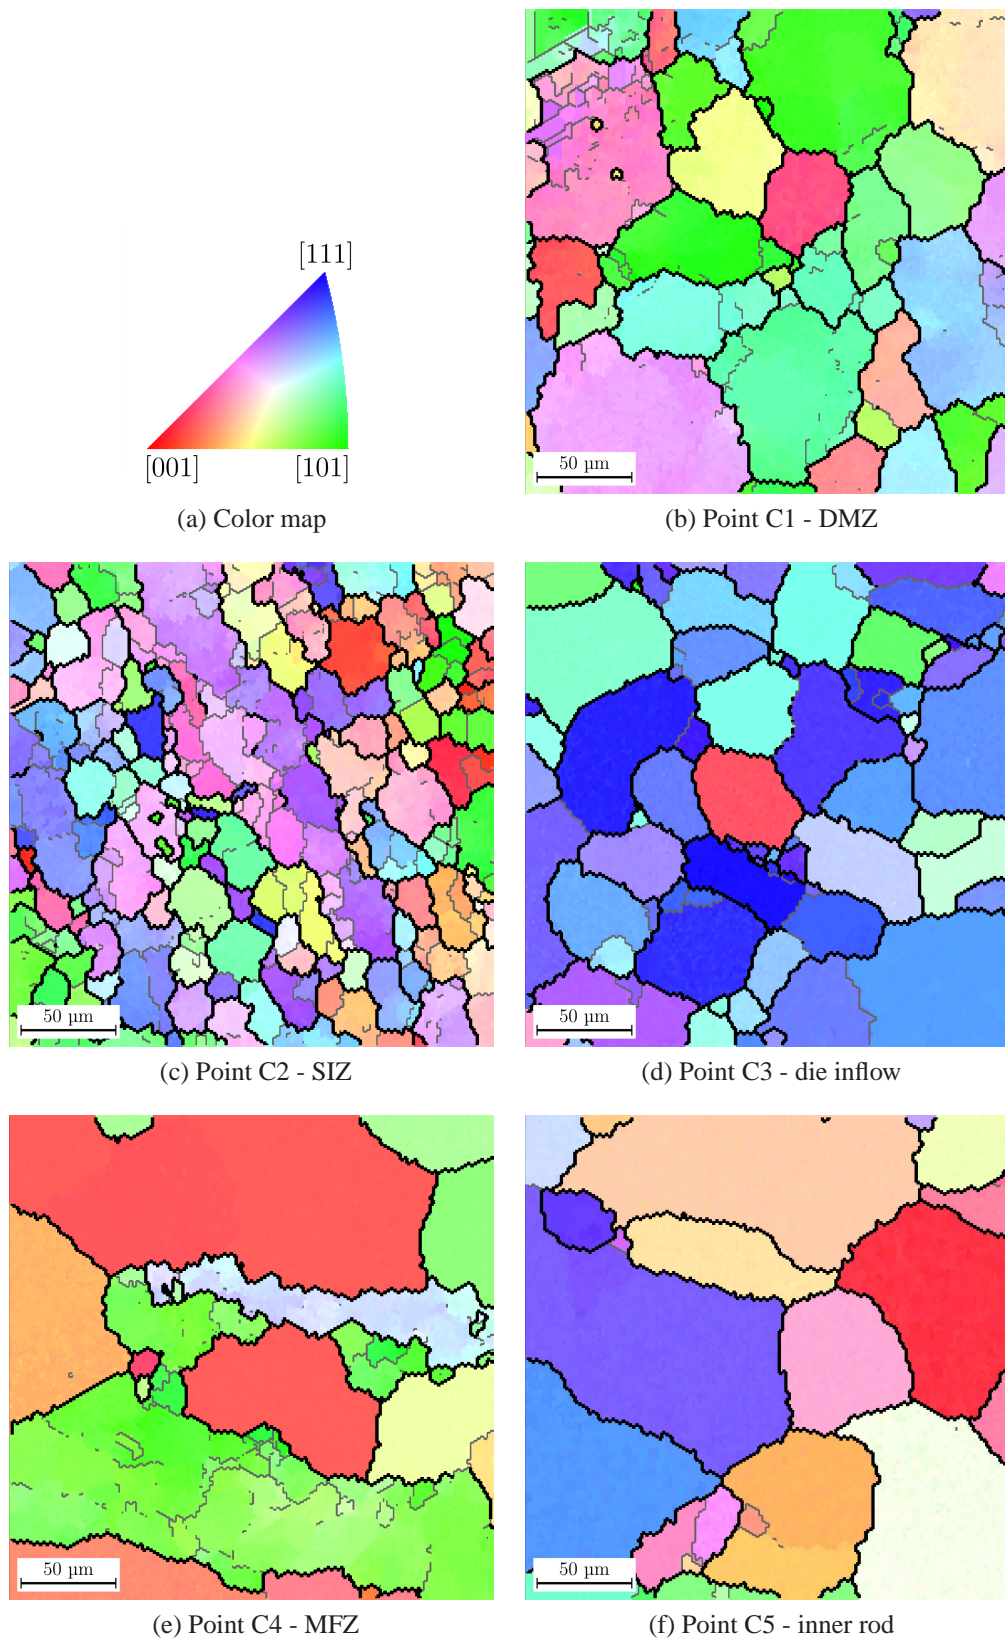 [111]
[001]
[101]
(a) Color map
50 µm
(b) Point C1 - DMZ
50 µm
(c) Point C2 - SIZ
50 µm
(d) Point C3 - die inflow
50 µm
(e) Point C4 - MFZ
50 µm
(f) Point C5 - inner rod